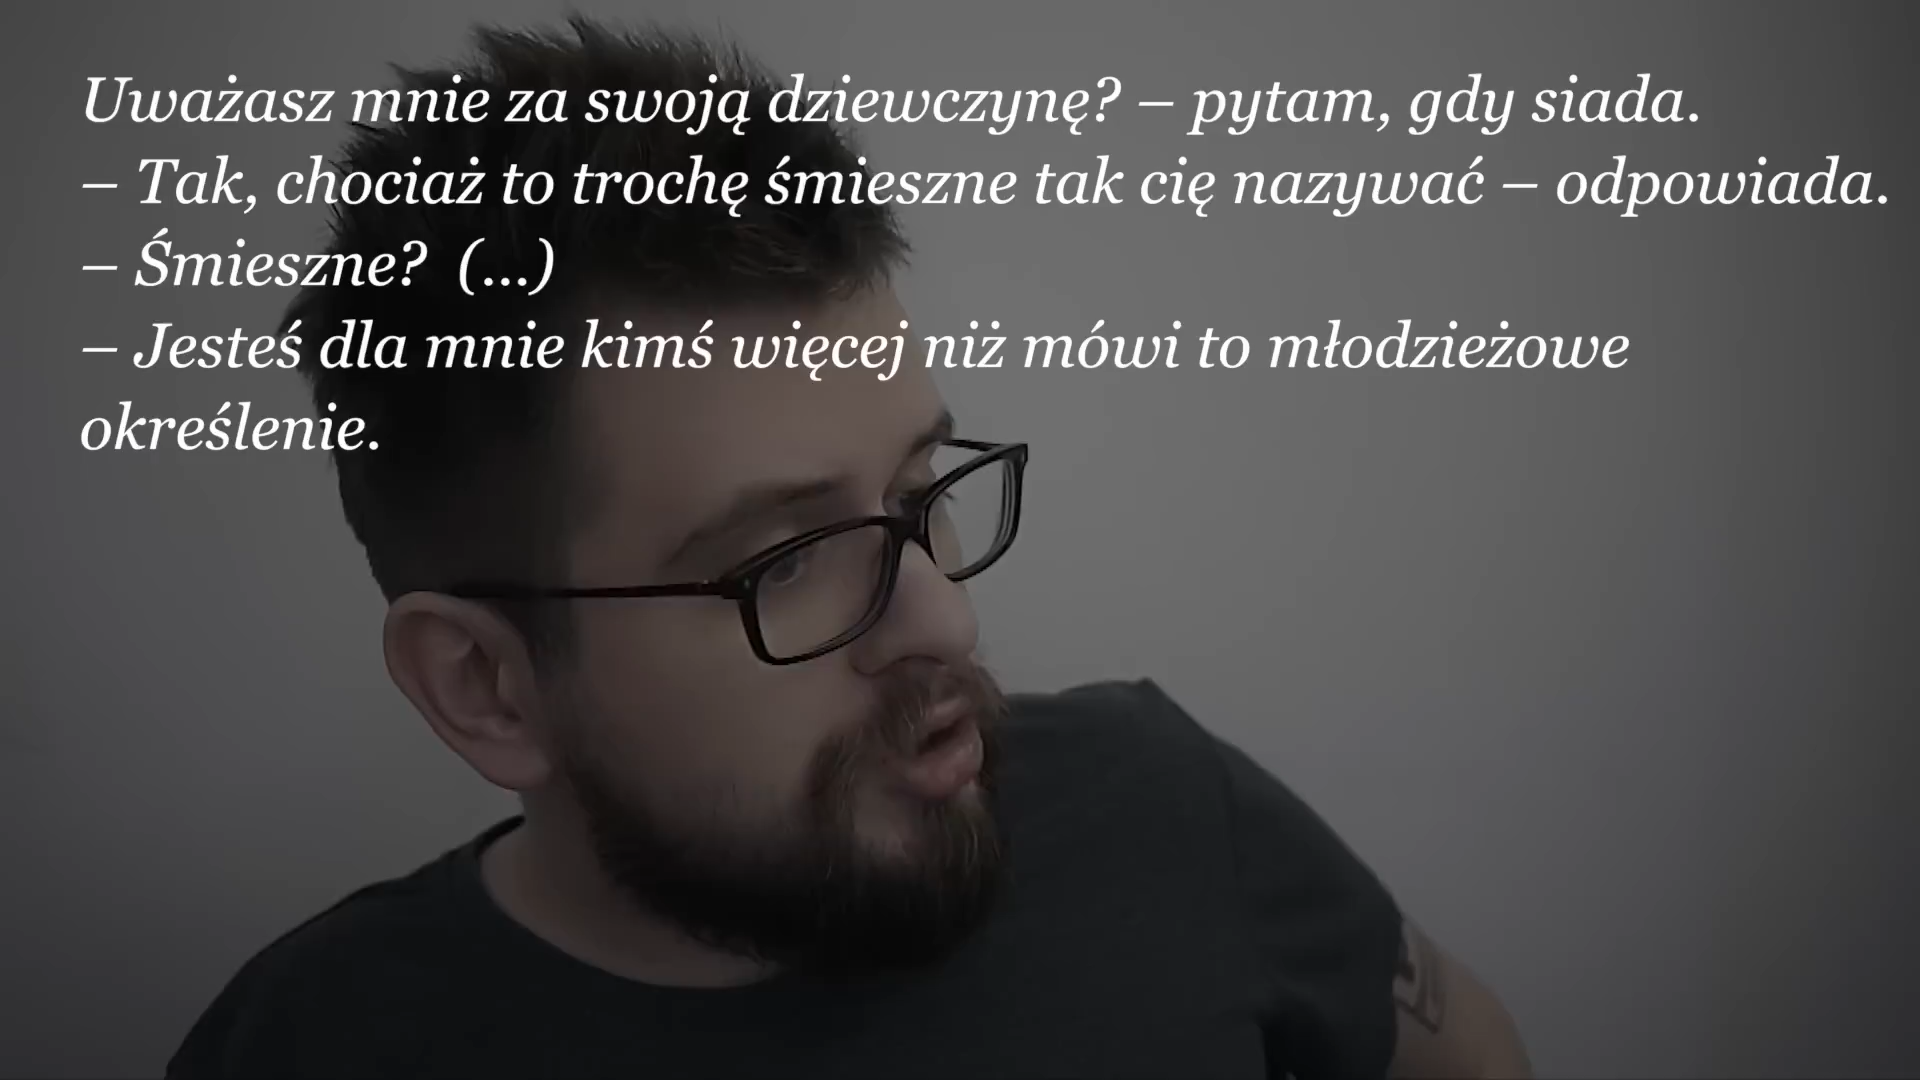 Uważasz mnie za swoją dziewczynę? – pytam, gdy siada.
– Tak, chociaż to trochę śmieszne tak cię nazywać – odpowiada.
– Śmieszne?  (...)
– Jesteś dla mnie kimś więcej niż mówi to młodzieżowe
określenie.